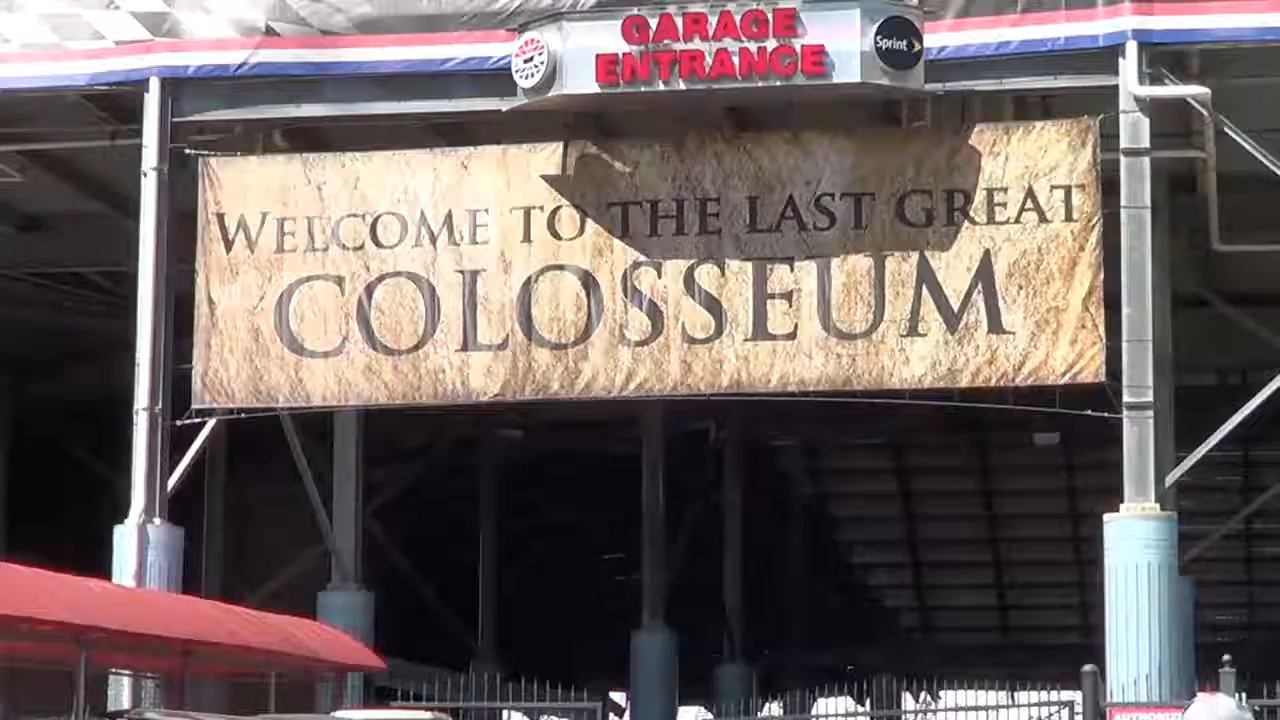 GARAGE
ENTRANCE
Sprint
WELCOME TO THE LAST GREAT
COLOSSEUM